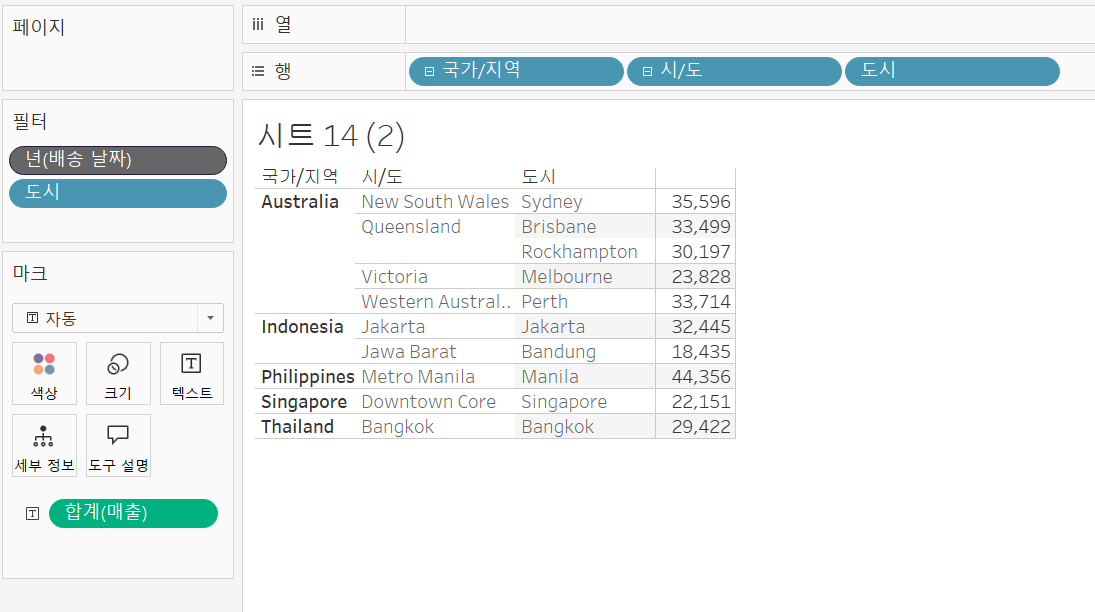 페이지
iii 열
행 국가/지역 시/도 도시
필터
년(배송 날짜)
도시
마크
자동
색상 크기 텍스트
세부 정보 도구 설명
합계(매출)
시트 14 (2)
국가/지역 시/도 도시
Australia New South Wales Sydney 35,596
Queensland Brisbane 33,499
Rockhampton 30,197
Victoria Melbourne 23,828
Western Austral.. Perth 33,714
Indonesia Jakarta Jakarta 32,445
Jawa Barat Bandung 18,435
Philippines Metro Manila Manila 44,356
Singapore Downtown Core Singapore 22,151
Thailand Bangkok Bangkok 29,422